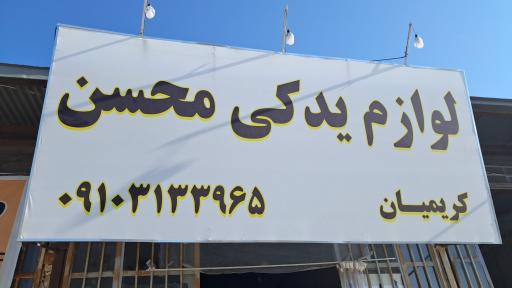 لوازم یدکی محسن
کریمیان
۰۹۱۰۳۱۳۳۹۶۵